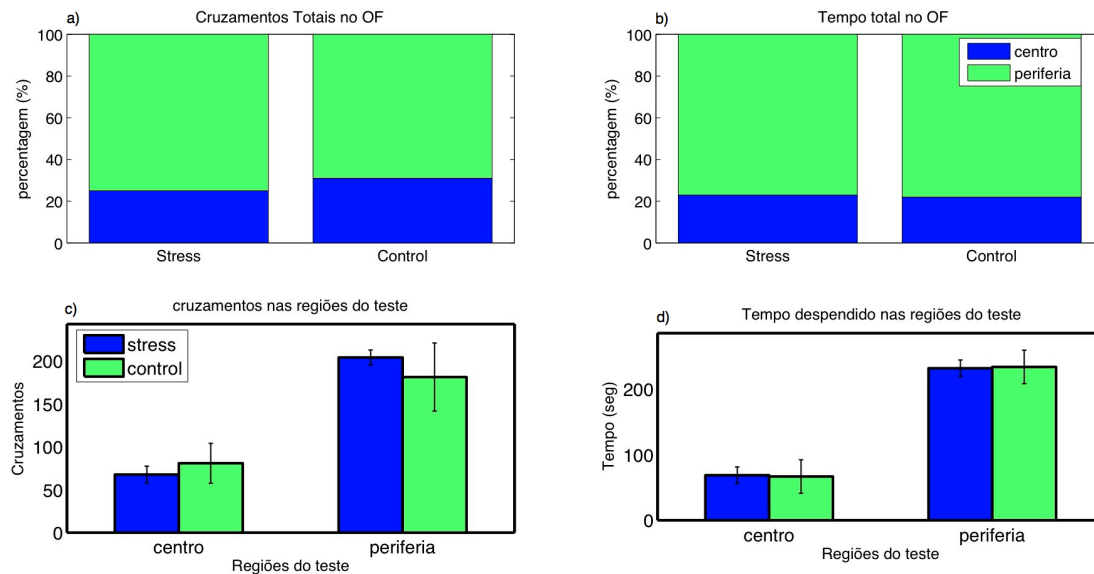 a)
Cruzamentos Totais no OF
100
80
60
40
20
0
percentagem (%)
Stress
Control
b)
Tempo total no OF
100
80
60
40
20
0
percentagem (%)
centro
periferia
Stress
Control
c)
cruzamentos nas regiões do teste
stress
control
200
150
100
50
0
Cruzamentos
centro
periferia
Regiões do teste
d)
Tempo despendido nas regiões do teste
200
100
0
Tempo (seg)
centro
periferia
Regiões do teste